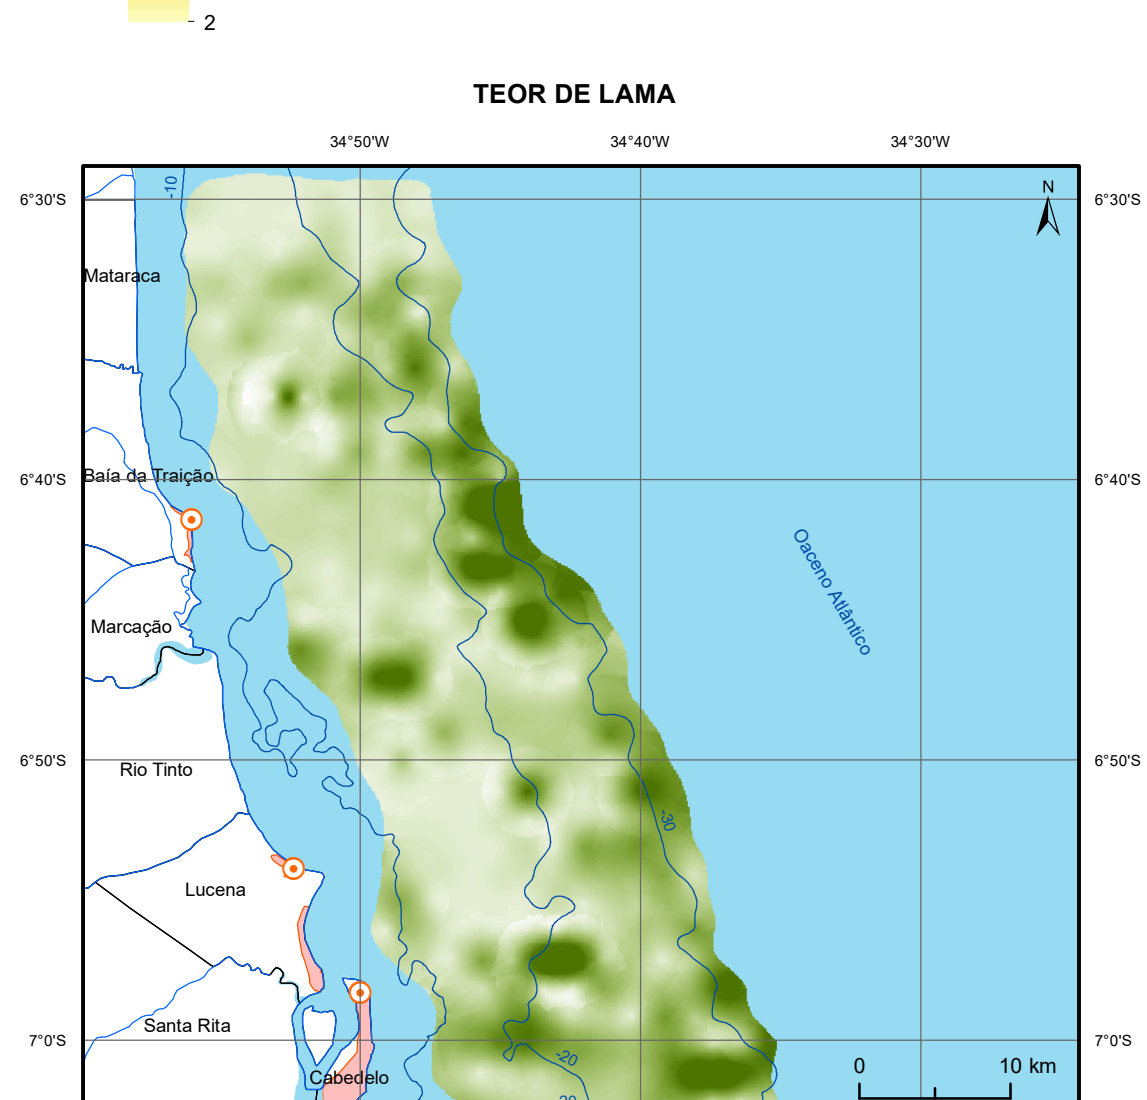 2
TEOR DE LAMA
34°50'W
34°40'W
34°30'W
-10
N
6°30'S
6°30'S
Mataraca
Baía da Traição
6°40'S
6°40'S
Oaceno Atlântico
Marcação
6°50'S
6°50'S
Rio Tinto
-30
Lucena
Santa Rita
7°0'S
7°0'S
-20
0
10 km
Cabedelo